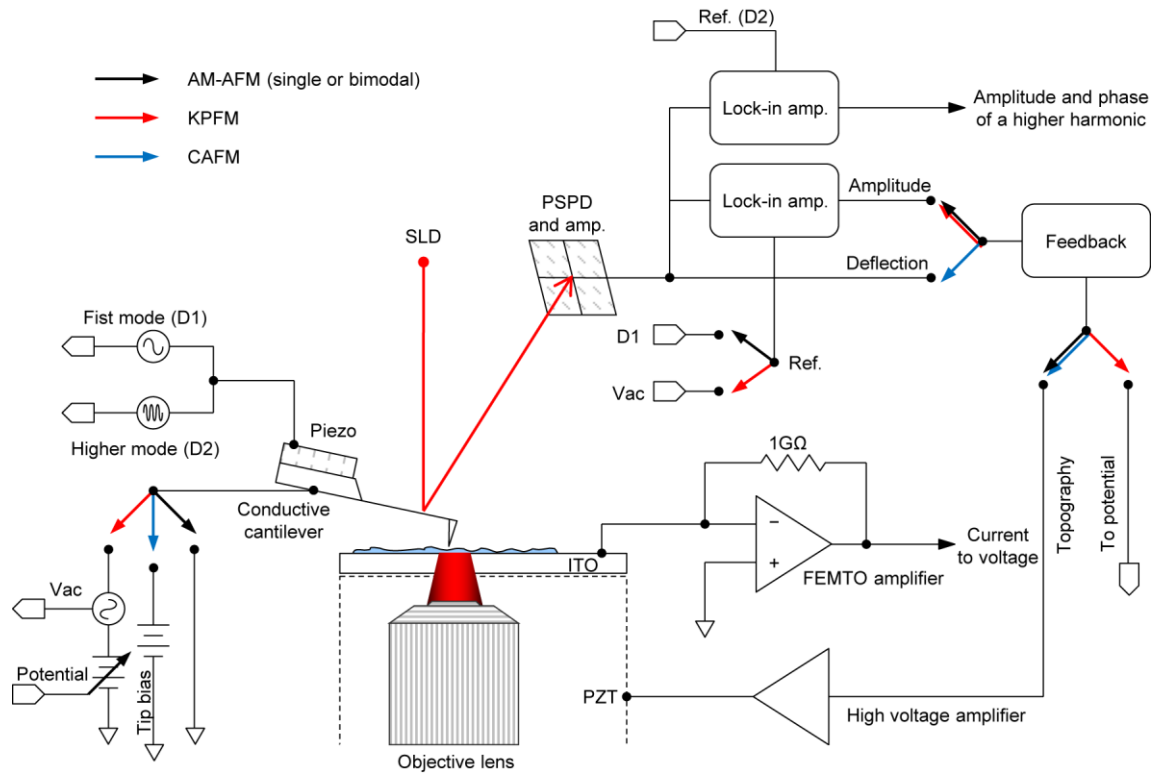 Ref. (D2)
AM-AFM (single or bimodal)
KPFM
CAFM
Lock-in amp.
Amplitude and phase
of a higher harmonic
PSPD
and amp.
SLD
Lock-in amp.
Amplitude
Deflection
Feedback
Fist mode (D1)
D1
Ref.
Vac
Higher mode (D2)
Piezo
1GΩ
Conductive
cantilever
ITO
−
+
FEMTO amplifier
Current
to voltage
Topography
To potential
Vac
Potential
Tip bias
PZT
High voltage amplifier
Objective lens